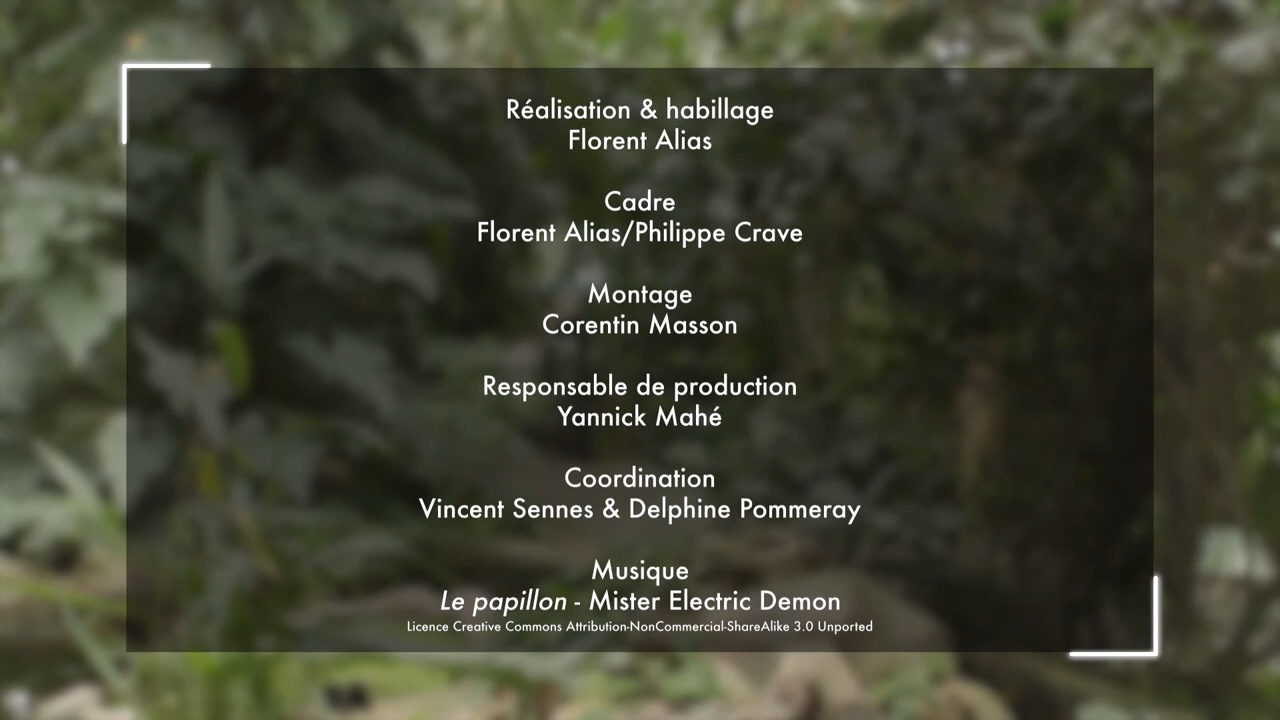 Réalisation & habillage
Florent Alias
Cadre
Florent Alias/Philippe Crave
Montage
Corentin Masson
Responsable de production
Yannick Mahé
Coordination
Vincent Sennes & Delphine Pommeray
Musique
Le papillon - Mister Electric Demon
Licence Creative Commons Attribution-NonCommercial-ShareAlike 3.0 Unported